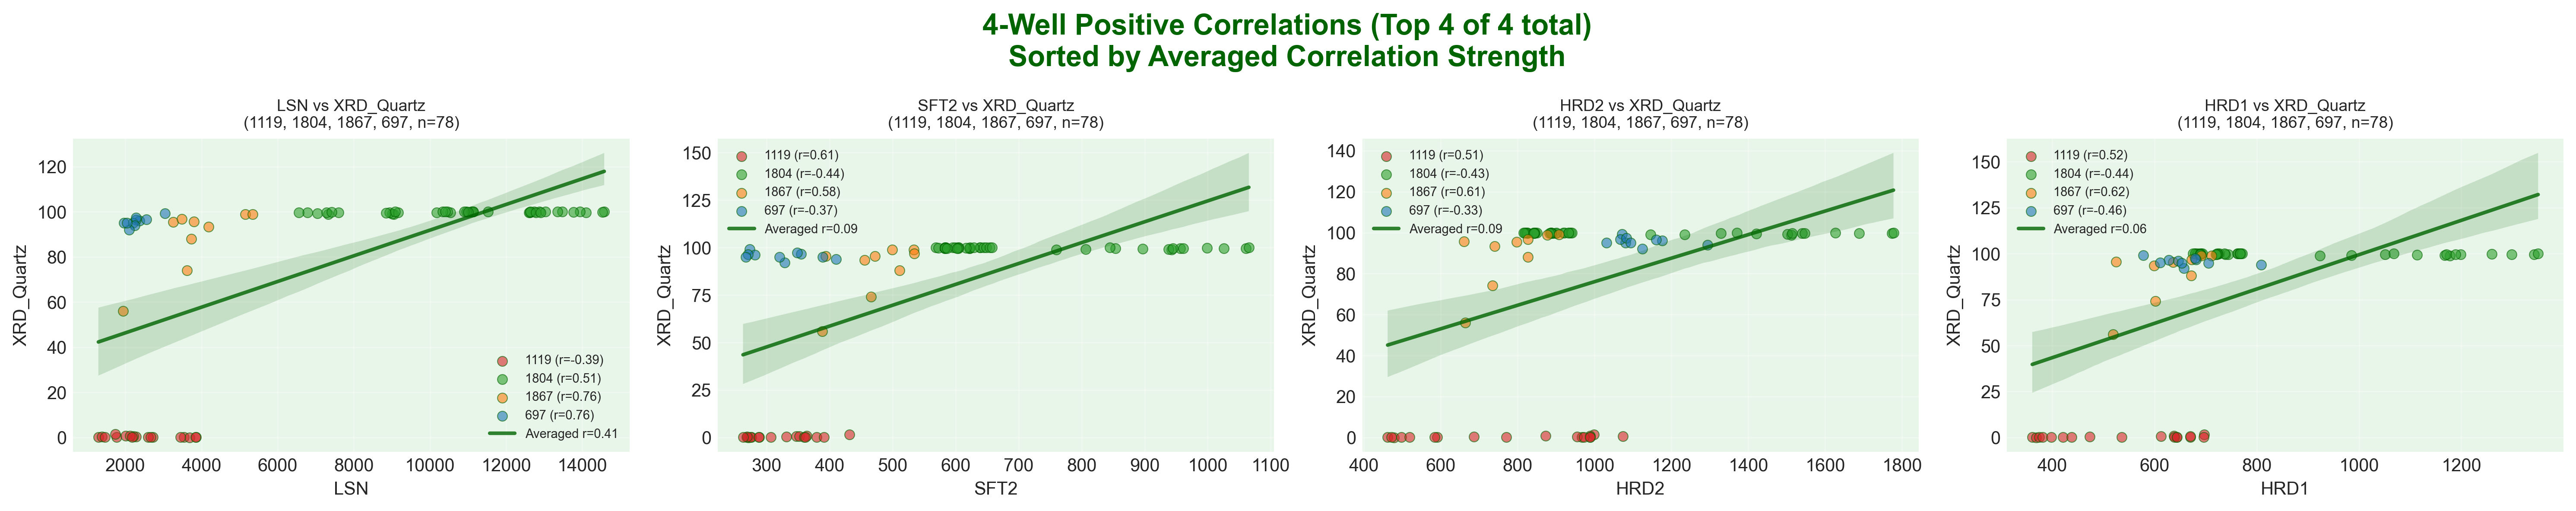 4-Well Positive Correlations (Top 4 of 4 total)
Sorted by Averaged Correlation Strength
LSN vs XRD_Quartz
(1119, 1804, 1867, 697, n=78)
XRD_Quartz
120
100
80
60
40
20
0
1119 (r=-0.39)
1804 (r=0.51)
1867 (r=0.76)
697 (r=0.76)
Averaged r=0.41
2000
4000
6000
8000
10000
12000
14000
LSN
SFT2 vs XRD_Quartz
(1119, 1804, 1867, 697, n=78)
XRD_Quartz
150
125
100
75
50
25
0
1119 (r=0.61)
1804 (r=-0.44)
1867 (r=0.58)
697 (r=-0.37)
Averaged r=0.09
300
400
500
600
700
800
900
1000
1100
SFT2
HRD2 vs XRD_Quartz
(1119, 1804, 1867, 697, n=78)
XRD_Quartz
140
120
100
80
60
40
20
0
1119 (r=0.51)
1804 (r=-0.43)
1867 (r=0.61)
697 (r=-0.33)
Averaged r=0.09
400
600
800
1000
1200
1400
1600
1800
HRD2
HRD1 vs XRD_Quartz
(1119, 1804, 1867, 697, n=78)
XRD_Quartz
150
125
100
75
50
25
0
1119 (r=0.52)
1804 (r=-0.44)
1867 (r=0.62)
697 (r=-0.46)
Averaged r=0.06
400
600
800
1000
1200
HRD1